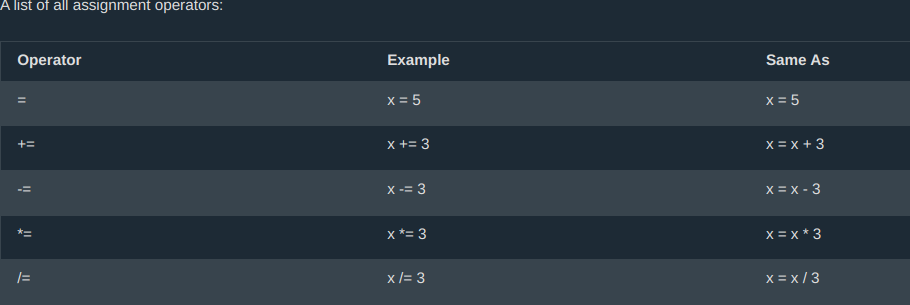 A list of all assignment operators:
Operator Example Same As
= x = 5 x = 5
+= x += 3 x = x + 3
-= x -= 3 x = x - 3
*= x *= 3 x = x * 3
/= x /= 3 x = x / 3